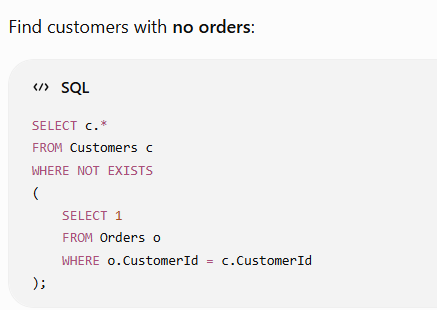 Find customers with no orders:
</> SQL
SELECT c.*
FROM Customers c
WHERE NOT EXISTS
(
    SELECT 1
    FROM Orders o
    WHERE o.CustomerId = c.CustomerId
);